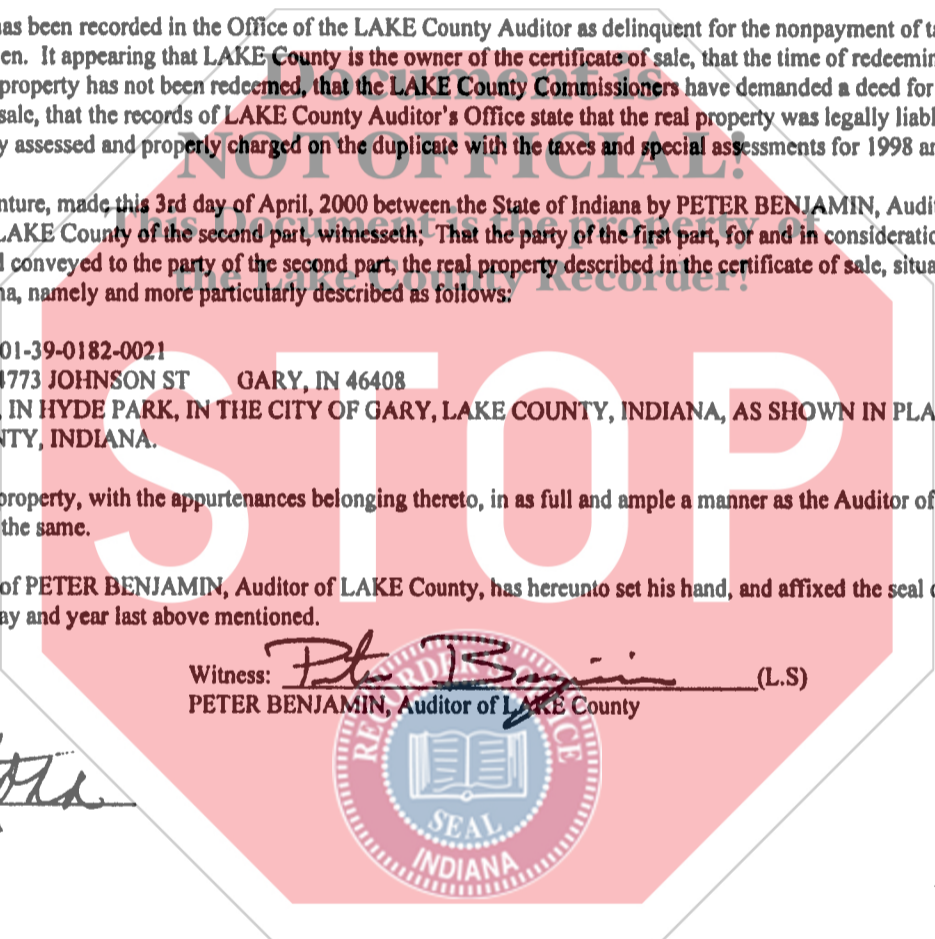 has been recorded in the Office of the LAKE County Auditor as delinquent for the nonpayment of
en. It appearing that LAKE County is the owner of the certificate of sale, that the time of
property has not been redeemed, that the LAKE County Commissioners have demanded a deed for
sale, that the records of LAKE County Auditor's Office state that the real property was legally
y assessed and properly charged on the duplicate with the taxes and special assessments for 1998
Document is
NOT OFFICIAL!
This Document is the property of
the Lake County Recorder!
nture, made this 3rd day of April, 2000 between the State of Indiana by PETER BENJAMIN,
LAKE County of the second part, witnesseth; That the party of the first part, for and in
conveyed to the party of the second part, the real property described in the certificate of sale,
na, namely and more particularly described as follows:
01-39-0182-0021
773 JOHNSON ST GARY, IN 46408
, IN HYDE PARK, IN THE CITY OF GARY, LAKE COUNTY, INDIANA, AS SHOWN IN
NTY, INDIANA.
STOP
property, with the appurtenances belonging thereto, in as full and ample a manner as the Auditor of
the same.
of PETER BENJAMIN, Auditor of LAKE County, has hereunto set his hand, and affixed the seal
ay and year last above mentioned.
Witness: Peter Benjamin (L.S)
PETER BENJAMIN, Auditor of LAKE County
RECORDER'S OFFICE
SEAL
INDIANA